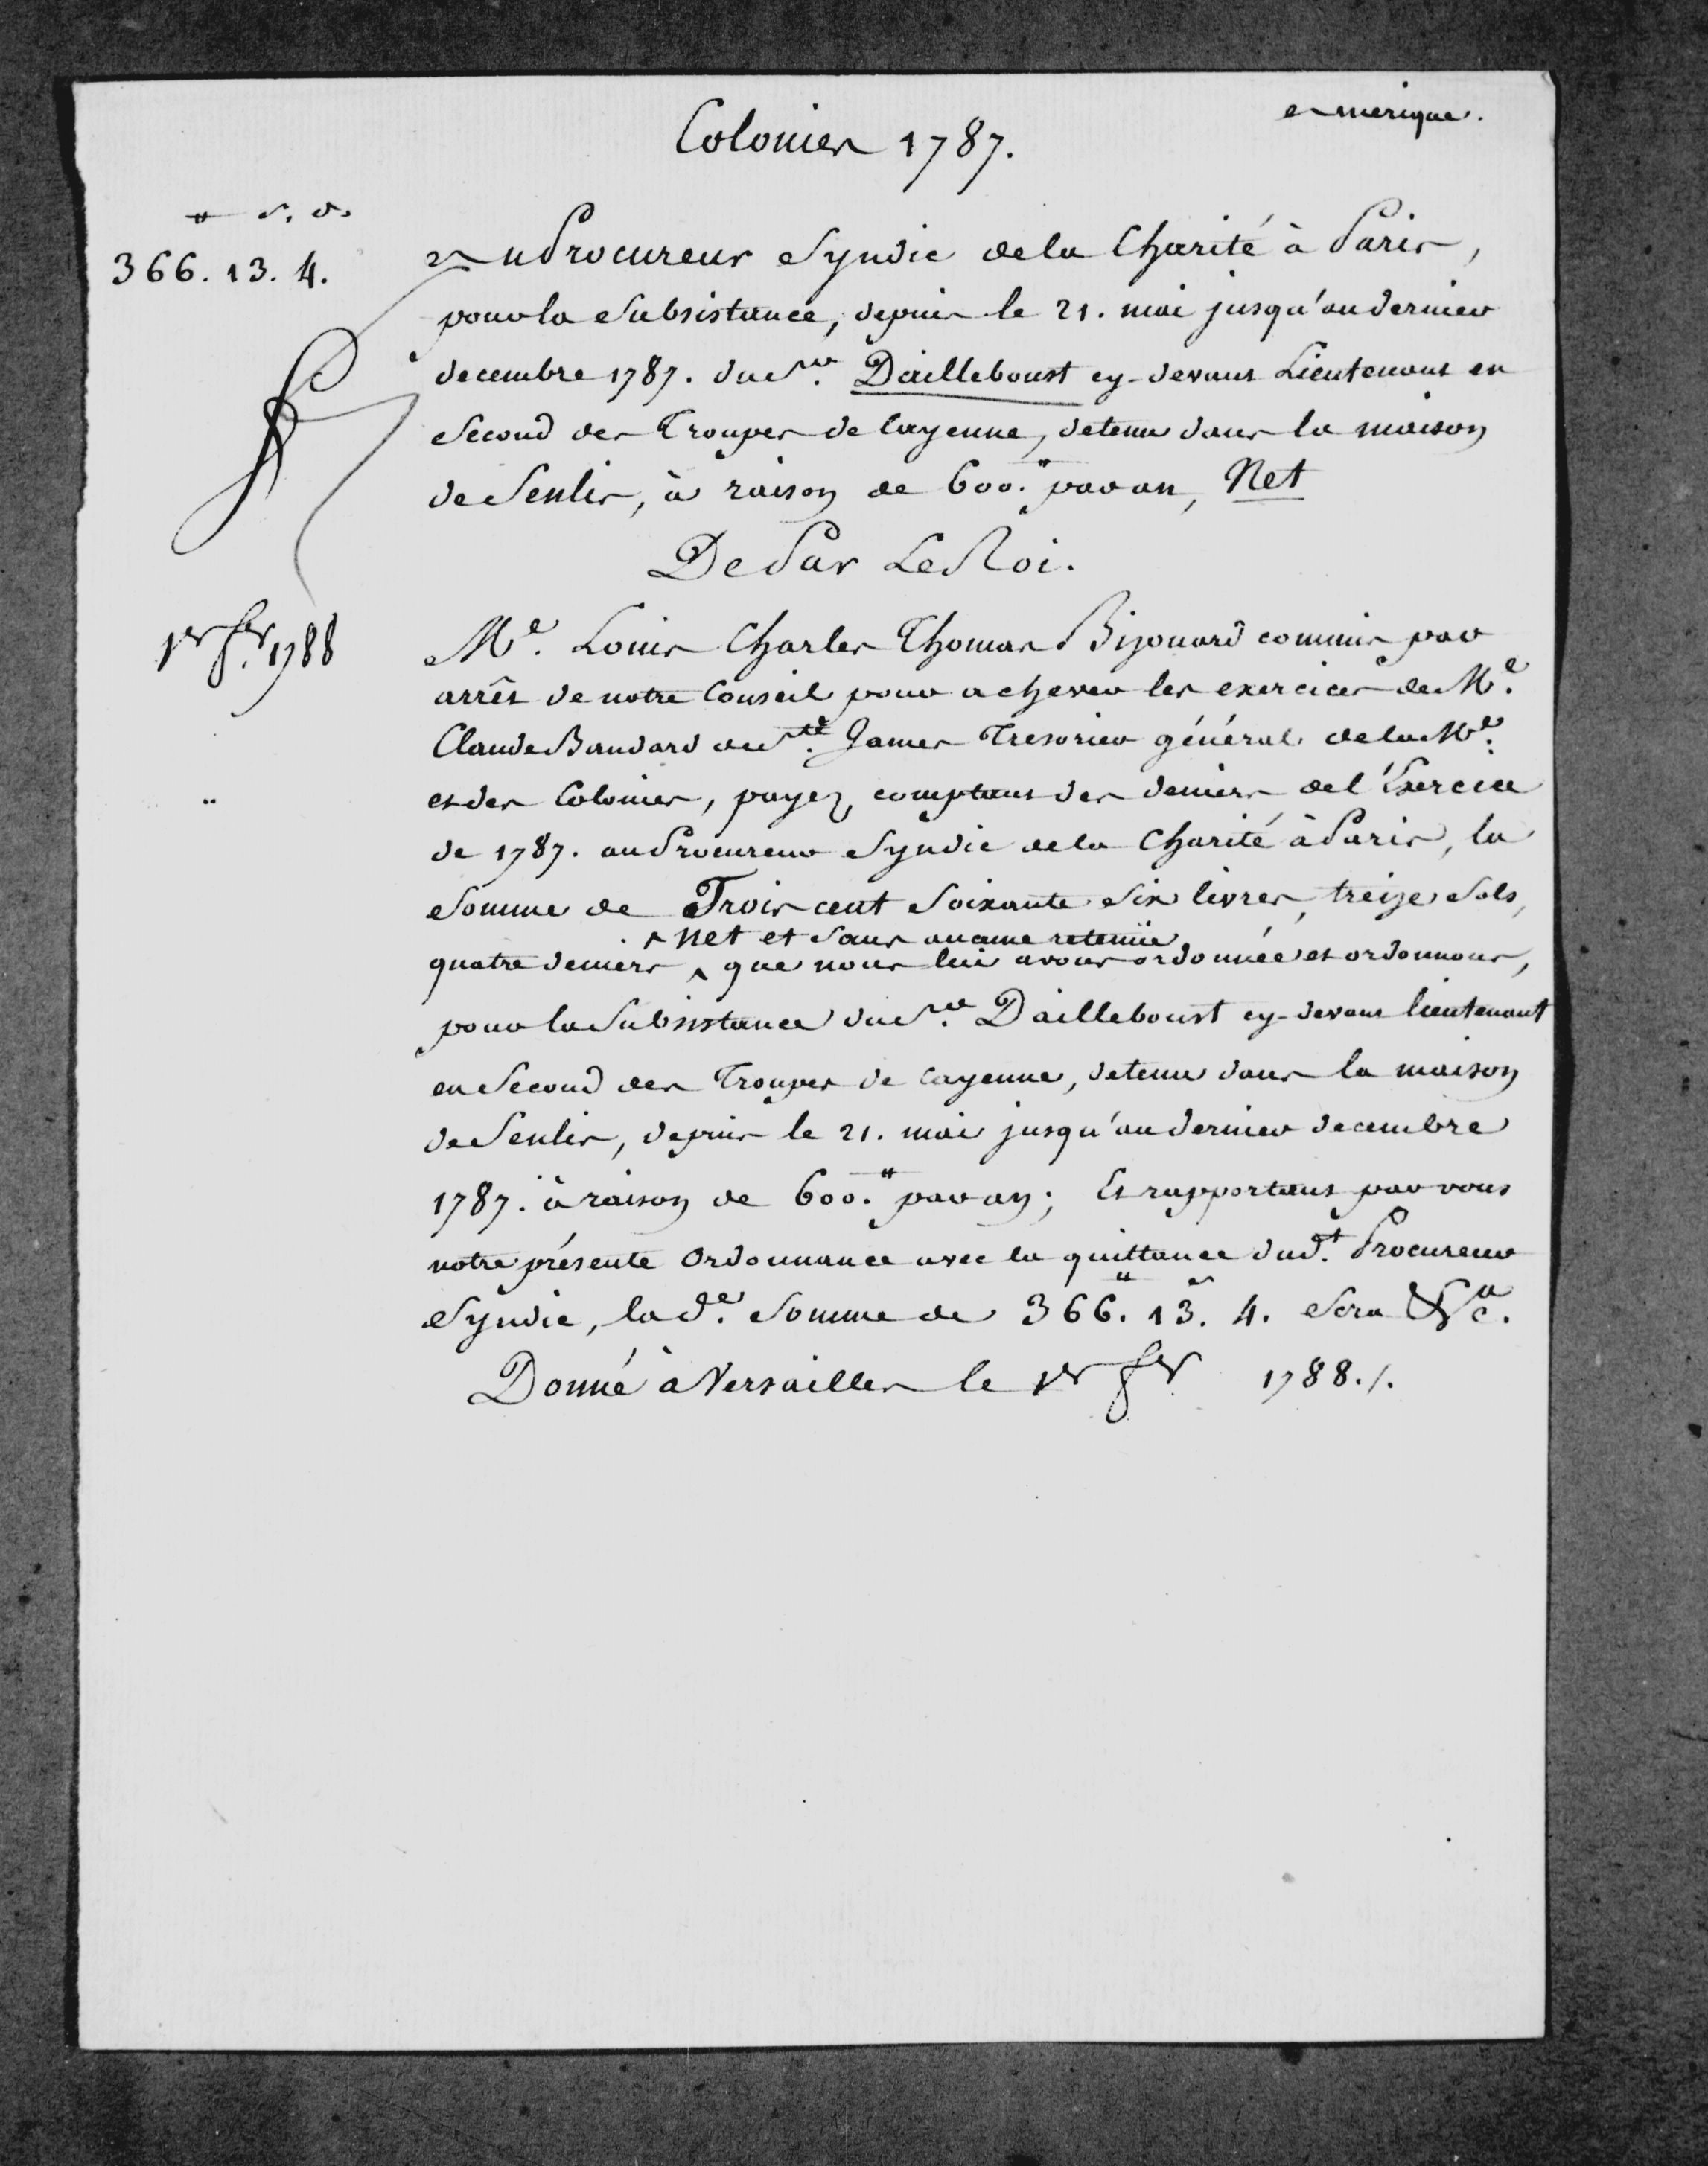 Amerique.
Colonies 1787.
# s. d.
366. 13. 4.
Au Procureur Syndic de la Charité à Paris,
pour la Subsistance, depuis le 21. mai jusqu'au dernier
decembre 1787. du Sr. Dailleboust cy-devant Lieutenant en
Second des Troupes de Cayenne, detenu dans la maison
de Senlis, à raison de 600.# par an, Net
De Par Le Roi.
1er fer. 1788
Me. Louis Charles Thomas Bizouard commis par
arrêt de notre Conseil pour achever les exercices de Me.
Claude Baudard de Ste. James Tresorier général de la Mne.
et des Colonies, payez comptant des deniers de l'Exercice
de 1787. au Procureur Syndic de la Charité à Paris, la
Somme de Trois cent Soixante Six livres, treize Sols,
^ net et Sans aucune retenüe
quatre deniers ^ que nous lui avons ordonnée et ordonnons,
pour la Subsistance du Sr. Dailleboust cy-devant lieutenant
en Second des Troupes de Cayenne, detenu dans la maison
de Senlis, depuis le 21. mai jusqu'au dernier decembre
1787. à raison de 600.# par an; Et rapportant par vous
notre présente Ordonnance avec la quittance dud.t Procureur
Syndic, lad.e Somme de 366.# 13.s 4. Sera &c.a
Donné à Versailles le 1er fer 1788./.